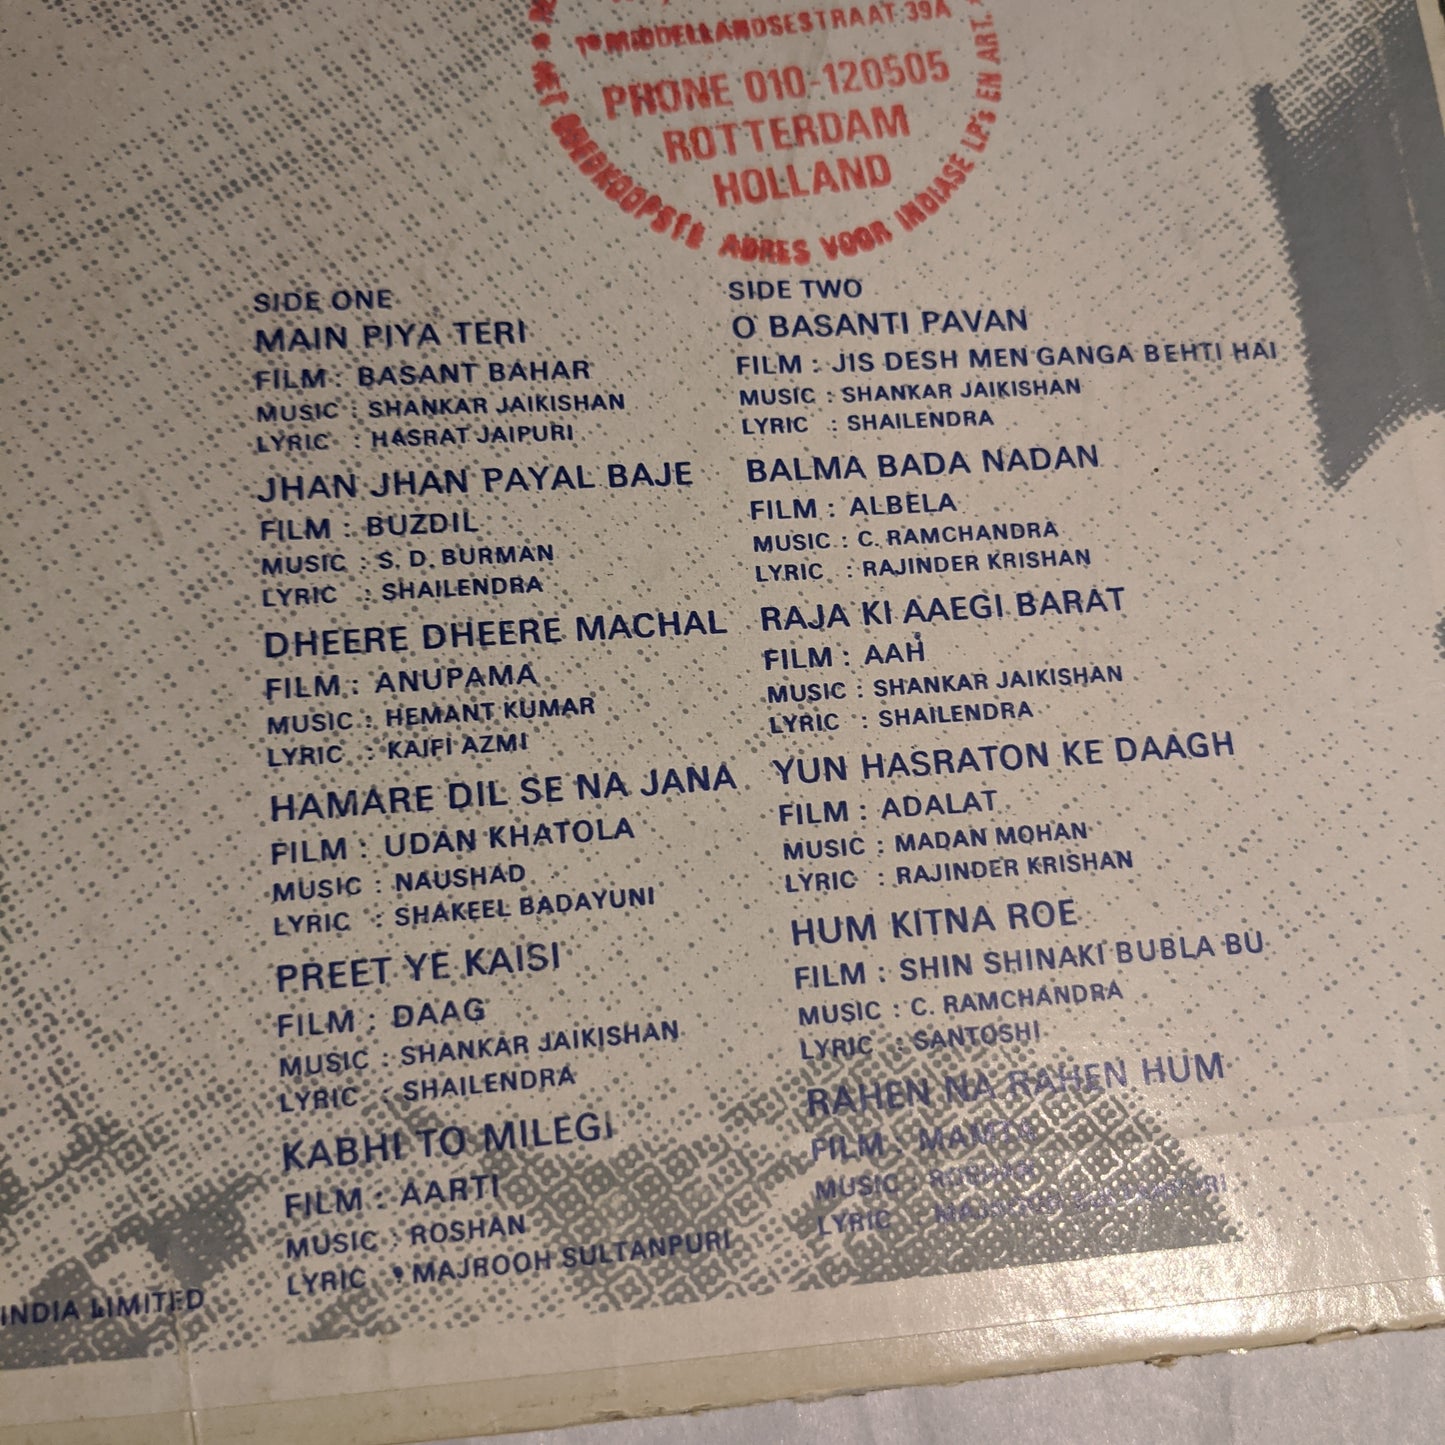 1e MIDDELLANDSESTRAAT 39A
PHONE 010-120505
ROTTERDAM
HOLLAND
HET GOEDKOOPSTE ADRES VOOR INDIASE LP's EN ART.
SIDE ONE
MAIN PIYA TERI
FILM : BASANT BAHAR
MUSIC : SHANKAR JAIKISHAN
LYRIC : HASRAT JAIPURI
JHAN JHAN PAYAL BAJE
FILM : BUZDIL
MUSIC : S. D. BURMAN
LYRIC : SHAILENDRA
DHEERE DHEERE MACHAL
FILM : ANUPAMA
MUSIC : HEMANT KUMAR
LYRIC : KAIFI AZMI
HAMARE DIL SE NA JANA
FILM : UDAN KHATOLA
MUSIC : NAUSHAD
LYRIC : SHAKEEL BADAYUNI
PREET YE KAISI
FILM : DAAG
MUSIC : SHANKAR JAIKISHAN
LYRIC : SHAILENDRA
KABHI TO MILEGI
FILM : AARTI
MUSIC : ROSHAN
LYRIC : MAJROOH SULTANPURI
SIDE TWO
O BASANTI PAVAN
FILM : JIS DESH MEN GANGA BEHTI HAI
MUSIC : SHANKAR JAIKISHAN
LYRIC : SHAILENDRA
BALMA BADA NADAN
FILM : ALBELA
MUSIC : C. RAMCHANDRA
LYRIC : RAJINDER KRISHAN
RAJA KI AAEGI BARAT
FILM : AAH
MUSIC : SHANKAR JAIKISHAN
LYRIC : SHAILENDRA
YUN HASRATON KE DAAGH
FILM : ADALAT
MUSIC : MADAN MOHAN
LYRIC : RAJINDER KRISHAN
HUM KITNA ROE
FILM : SHIN SHINAKI BUBLA BU
MUSIC : C. RAMCHANDRA
LYRIC : SANTOSHI
RAHEN NA RAHEN HUM
FILM : MAMTA
MUSIC : ROSHAN
LYRIC : MAJROOH SULTANPURI
INDIA LIMITED